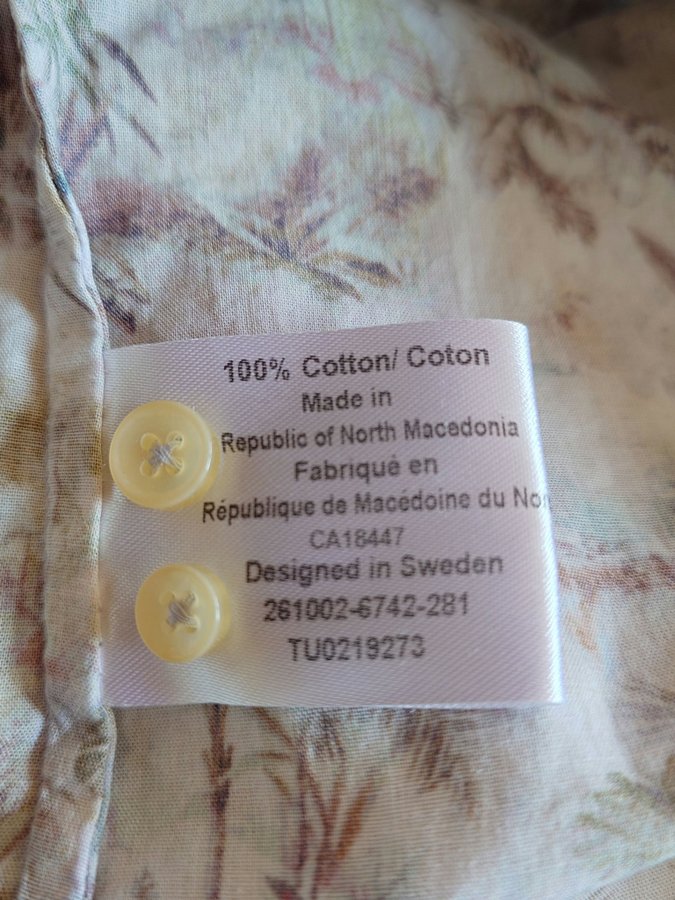 100% Cotton/ Coton
Made in
Republic of North Macedonia
Fabriqué en
République de Macédoine du No
CA18447
Designed in Sweden
261002-6742-281
TU0219273